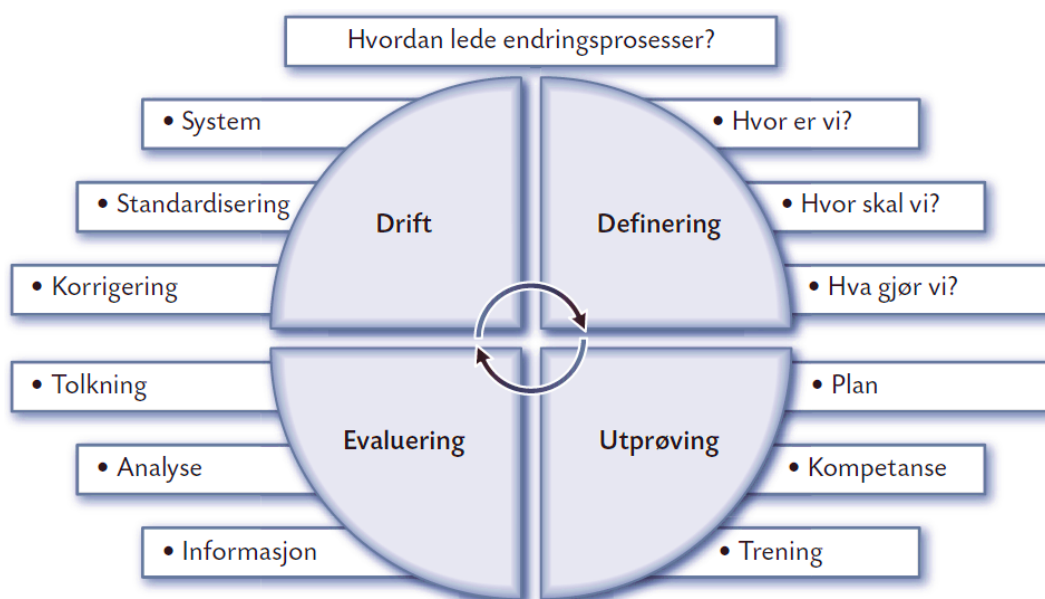 Hvordan lede endringsprosesser?
• System
• Standardisering
• Korrigering
Drift
• Hvor er vi?
• Hvor skal vi?
• Hva gjør vi?
Definering
• Tolkning
• Analyse
• Informasjon
Evaluering
• Plan
• Kompetanse
• Trening
Utprøving